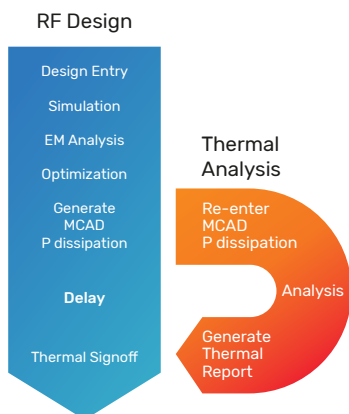 RF Design
Design Entry
Simulation
EM Analysis
Optimization
Generate
MCAD
P dissipation
Delay
Thermal Signoff
Thermal
Analysis
Re-enter
MCAD
P dissipation
Analysis
Generate
Thermal
Report